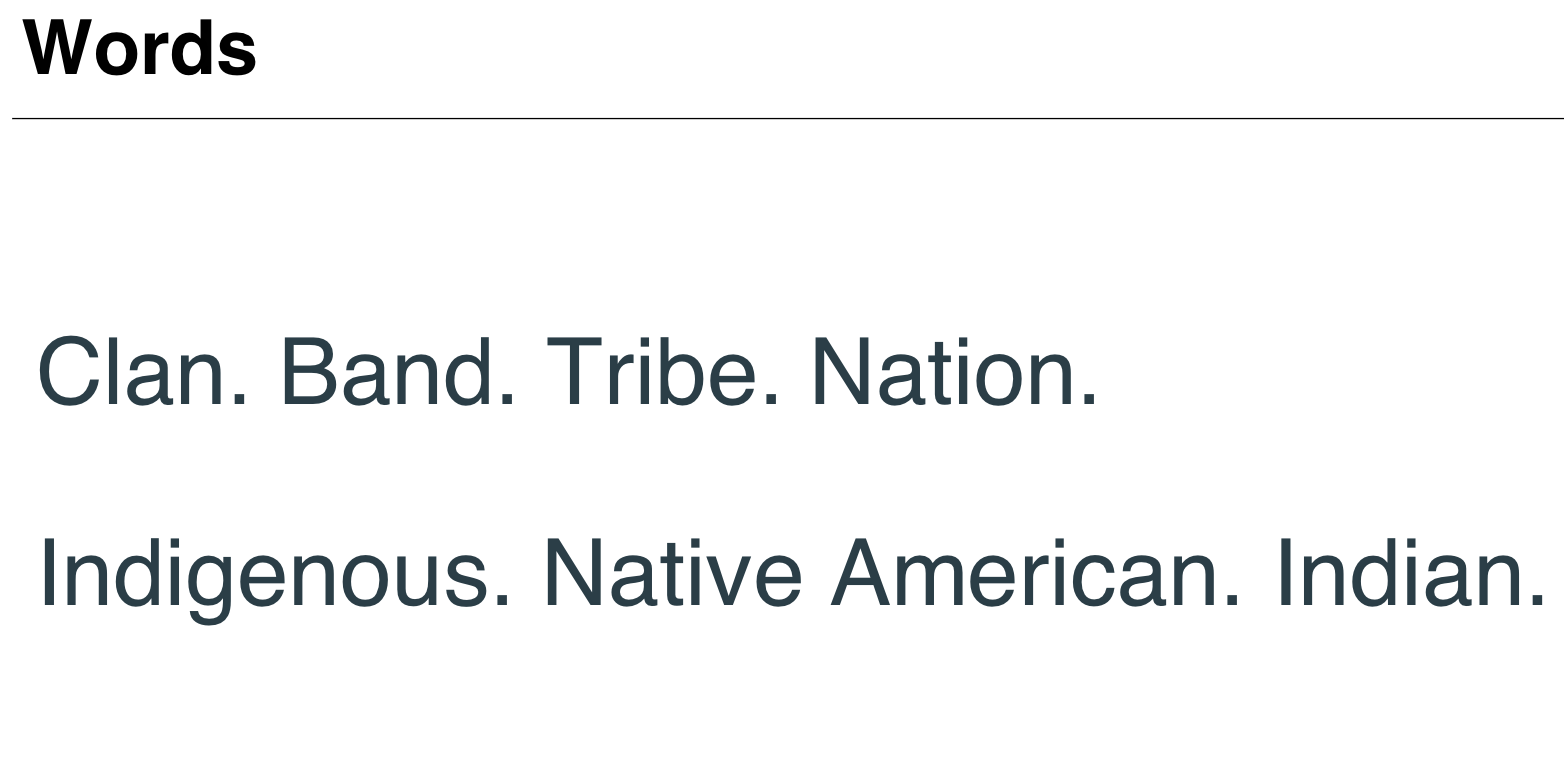 Words
Clan. Band. Tribe. Nation.
Indigenous. Native American. Indian.